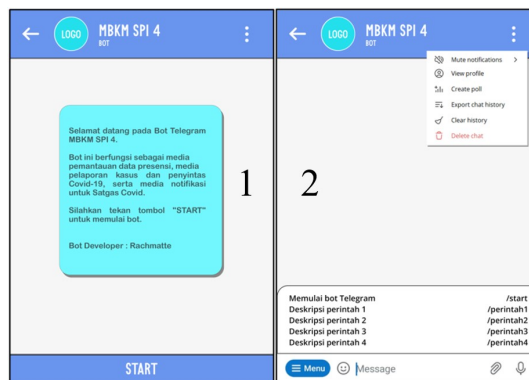 LOGO
MBKM SPI 4
BOT
Selamat datang pada Bot Telegram
MBKM SPI 4.
Bot ini berfungsi sebagai media
pemantauan data presensi, media
pelaporan kasus dan penyintas
Covid-19, serta media notifikasi
untuk Satgas Covid.
Silahkan tekan tombol "START"
untuk memulai bot.
Bot Developer : Rachmatte
START
1
LOGO
MBKM SPI 4
BOT
Mute notifications
View profile
Create poll
Export chat history
Clear history
Delete chat
2
Memulai bot Telegram /start
Deskripsi perintah 1 /perintah1
Deskripsi perintah 2 /perintah2
Deskripsi perintah 3 /perintah3
Deskripsi perintah 4 /perintah4
Menu Message